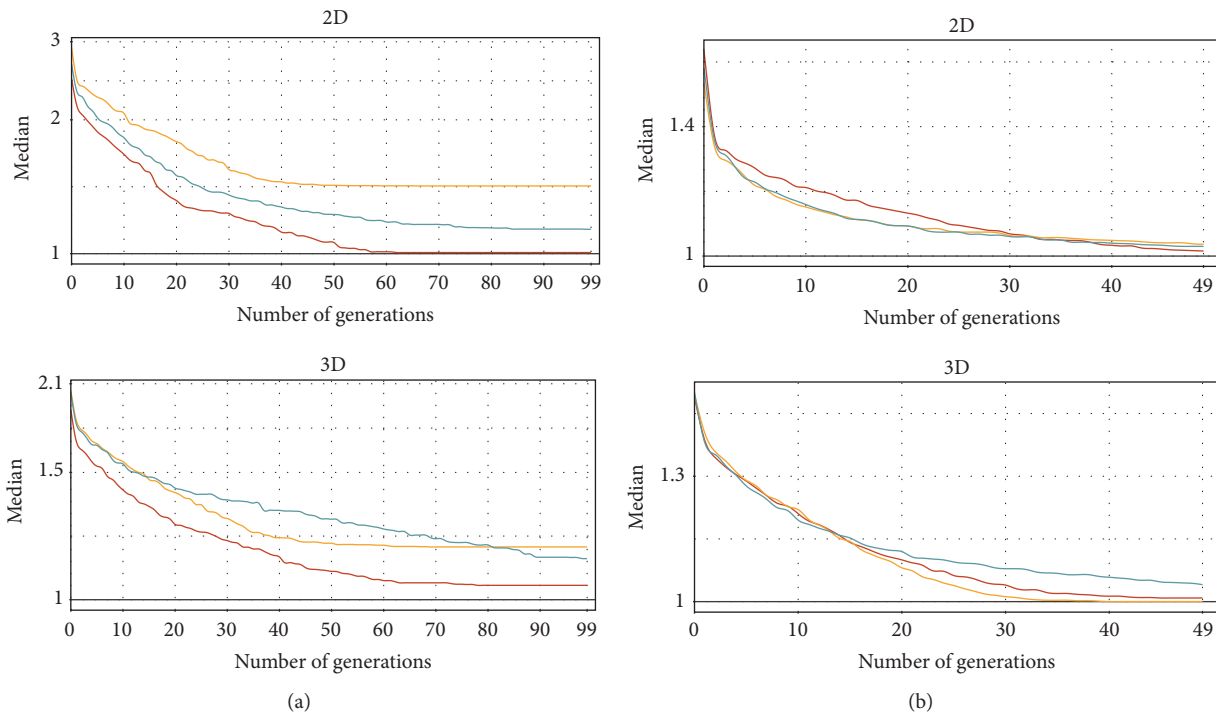 2D
3
2
1
Median
0 10 20 30 40 50 60 70 80 90 99
Number of generations
2D
1.4
1
Median
0 10 20 30 40 49
Number of generations
3D
2.1
1.5
1
Median
0 10 20 30 40 50 60 70 80 90 99
Number of generations
(a)
3D
1.3
1
Median
0 10 20 30 40 49
Number of generations
(b)